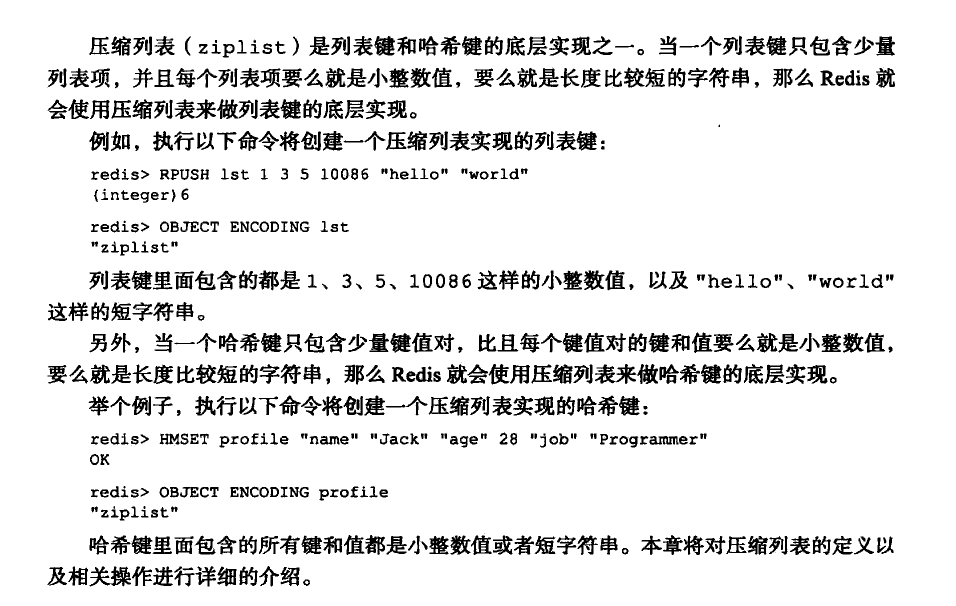 压缩列表（ziplist）是列表键和哈希键的底层实现之一。当一个列表键只包含少量
列表项，并且每个列表项要么就是小整数值，要么就是长度比较短的字符串，那么 Redis 就
会使用压缩列表来做列表键的底层实现。
例如，执行以下命令将创建一个压缩列表实现的列表键：
redis> RPUSH lst 1 3 5 10086 "hello" "world"
(integer)6
redis> OBJECT ENCODING lst
"ziplist"
列表键里面包含的都是 1、3、5、10086 这样的小整数值，以及 "hello"、"world"
这样的短字符串。
另外，当一个哈希键只包含少量键值对，比且每个键值对的键和值要么就是小整数值，
要么就是长度比较短的字符串，那么 Redis 就会使用压缩列表来做哈希键的底层实现。
举个例子，执行以下命令将创建一个压缩列表实现的哈希键：
redis> HMSET profile "name" "Jack" "age" 28 "job" "Programmer"
OK
redis> OBJECT ENCODING profile
"ziplist"
哈希键里面包含的所有键和值都是小整数值或者短字符串。本章将对压缩列表的定义以
及相关操作进行详细的介绍。